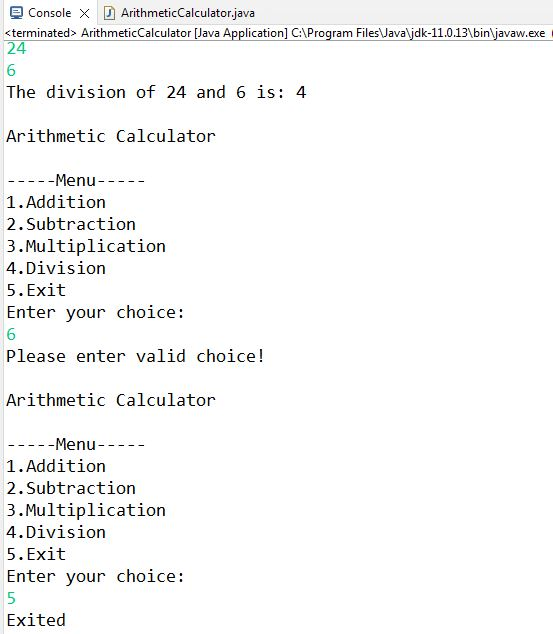 Console ArithmeticCalculator.java
<terminated> ArithmeticCalculator [Java Application] C:\Program Files\Java\jdk-11.0.13\bin\javaw.exe
24
6
The division of 24 and 6 is: 4
Arithmetic Calculator
-----Menu-----
1.Addition
2.Subtraction
3.Multiplication
4.Division
5.Exit
Enter your choice:
6
Please enter valid choice!
Arithmetic Calculator
-----Menu-----
1.Addition
2.Subtraction
3.Multiplication
4.Division
5.Exit
Enter your choice:
5
Exited